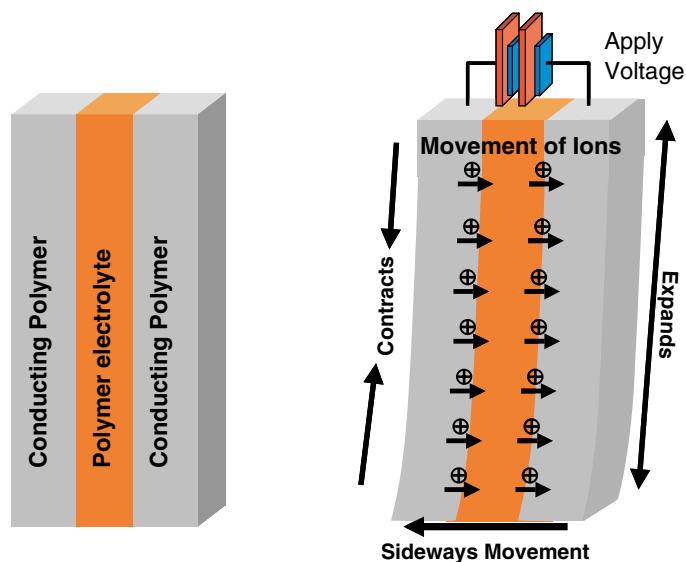 Conducting Polymer
Polymer electrolyte
Conducting Polymer
Apply
Voltage
Movement of Ions
Contracts
Expands
Sideways Movement